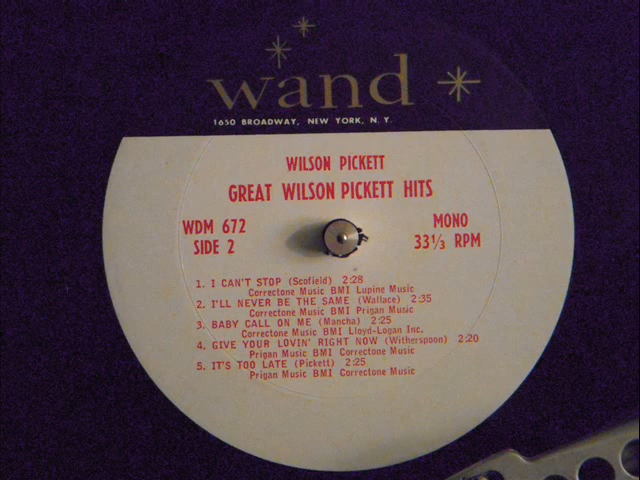 wand
1650 BROADWAY, NEW YORK, N. Y.
WILSON PICKETT
GREAT WILSON PICKETT HITS
WDM 672
SIDE 2
MONO
33⅓ RPM
1. I CAN'T STOP (Scofield) 2:28
Correctone Music BMI Lupine Music
2. I'LL NEVER BE THE SAME (Wallace) 2:35
Correctone Music BMI Prigan Music
3. BABY CALL ON ME (Mancha) 2:25
Correctone Music BMI Lloyd-Logan Inc.
4. GIVE YOUR LOVIN' RIGHT NOW (Witherspoon) 2:20
Prigan Music BMI Correctone Music
5. IT'S TOO LATE (Pickett) 2:25
Prigan Music BMI Correctone Music